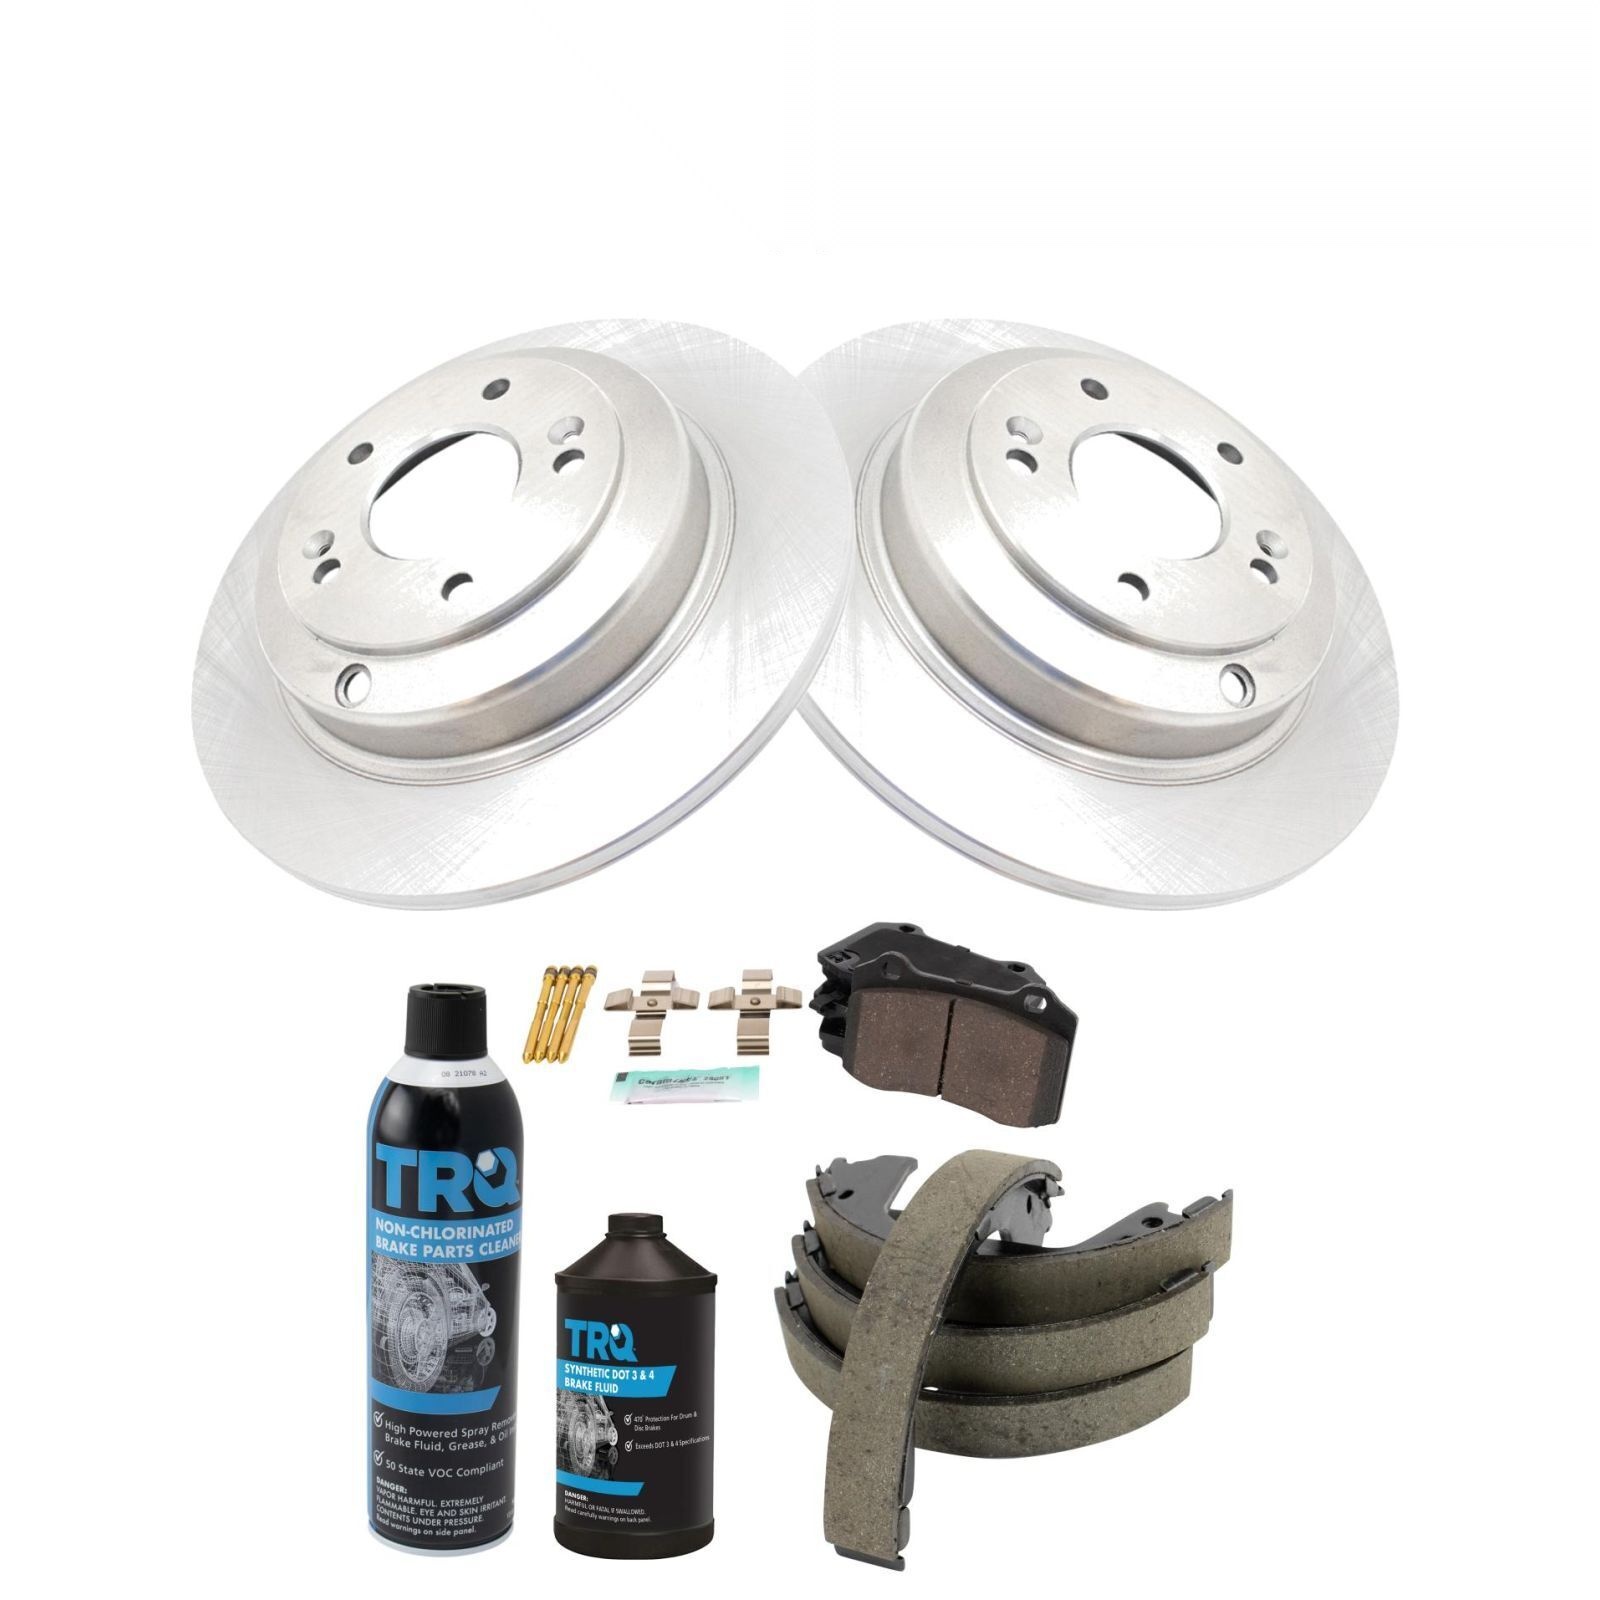 08 21078 A2
TRQ
NON-CHLORINATED
BRAKE PARTS CLEANER
High Powered Spray Remov
Brake Fluid, Grease, & Oil
50 State VOC Compliant
DANGER:
VAPOR HARMFUL. EXTREMELY
FLAMMABLE. EYE AND SKIN IRRITANT.
CONTENTS UNDER PRESSURE.
Read warnings on side panel.
TRQ
SYNTHETIC DOT 3 & 4
BRAKE FLUID
470° Protection For Drum &
Disc Brakes
Exceeds DOT 3 & 4 Specifications.
DANGER:
HARMFUL OR FATAL IF SWALLOWED.
Read carefully warnings on back panel.